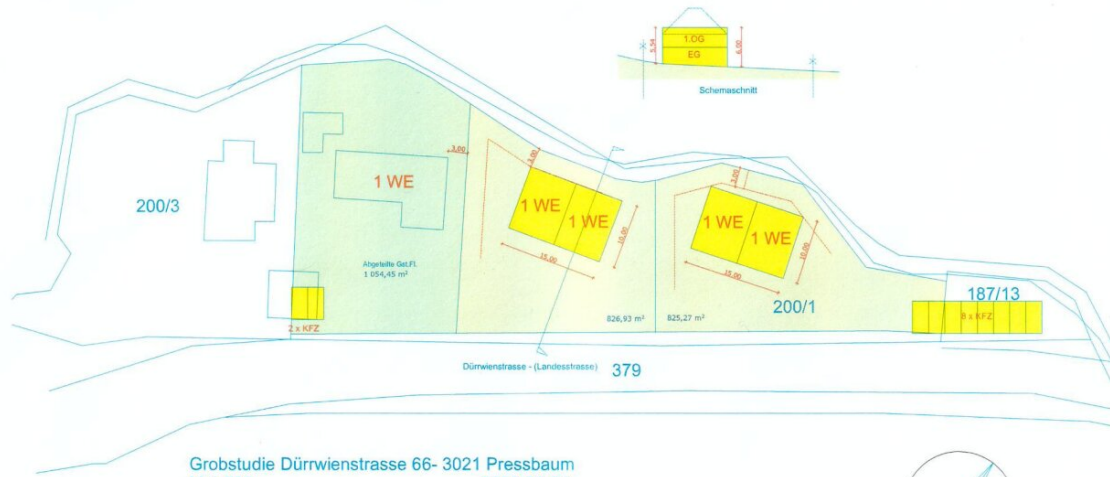 5,54
1.OG
EG
6,00
Schemaschnitt
200/3
1 WE
3,00
3,00
1 WE
1 WE
10,00
15,00
3,00
1 WE
1 WE
10,00
15,00
Abgeteilte Gst.Fl.
1 054,45 m²
826,93 m²
825,27 m²
200/1
187/13
2 x KFZ
8 x KFZ
Dürrwienstrasse - (Landesstrasse)
379
Grobstudie Dürrwienstrasse 66- 3021 Pressbaum